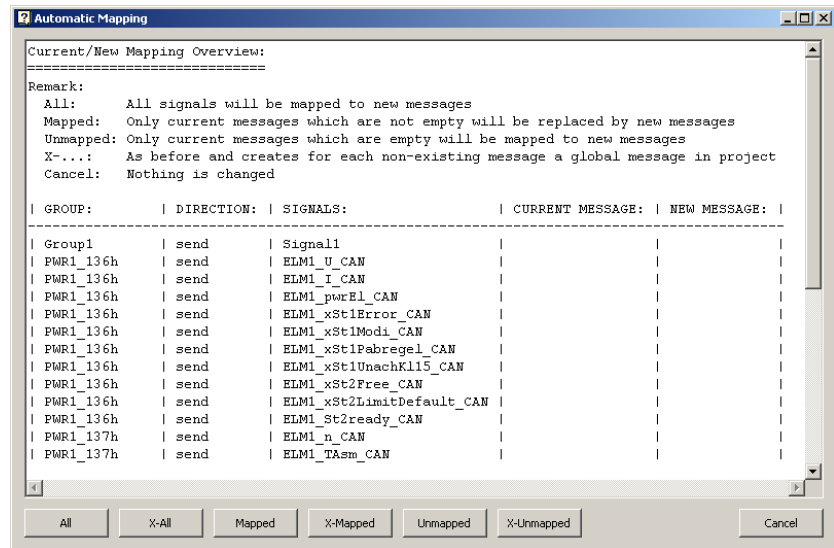 Automatic Mapping
Current/New Mapping Overview:
=============================
Remark:
All: All signals will be mapped to new messages
Mapped: Only current messages which are not empty will be replaced by new messages
Unmapped: Only current messages which are empty will be mapped to new messages
X-...: As before and creates for each non-existing message a global message in project
Cancel: Nothing is changed
| GROUP: | DIRECTION: | SIGNALS: | CURRENT MESSAGE: | NEW MESSAGE: |
| Group1 | send | Signal1 | | |
| PWR1_136h | send | ELM1_U_CAN | | |
| PWR1_136h | send | ELM1_I_CAN | | |
| PWR1_136h | send | ELM1_pwrEl_CAN | | |
| PWR1_136h | send | ELM1_xSt1Error_CAN | | |
| PWR1_136h | send | ELM1_xSt1Modi_CAN | | |
| PWR1_136h | send | ELM1_xSt1Pabregel_CAN | | |
| PWR1_136h | send | ELM1_xSt1UnachKl15_CAN | | |
| PWR1_136h | send | ELM1_xSt2Free_CAN | | |
| PWR1_136h | send | ELM1_xSt2LimitDefault_CAN | | |
| PWR1_136h | send | ELM1_St2ready_CAN | | |
| PWR1_137h | send | ELM1_n_CAN | | |
| PWR1_137h | send | ELM1_TAsm_CAN | | |
All X-All Mapped X-Mapped Unmapped X-Unmapped Cancel